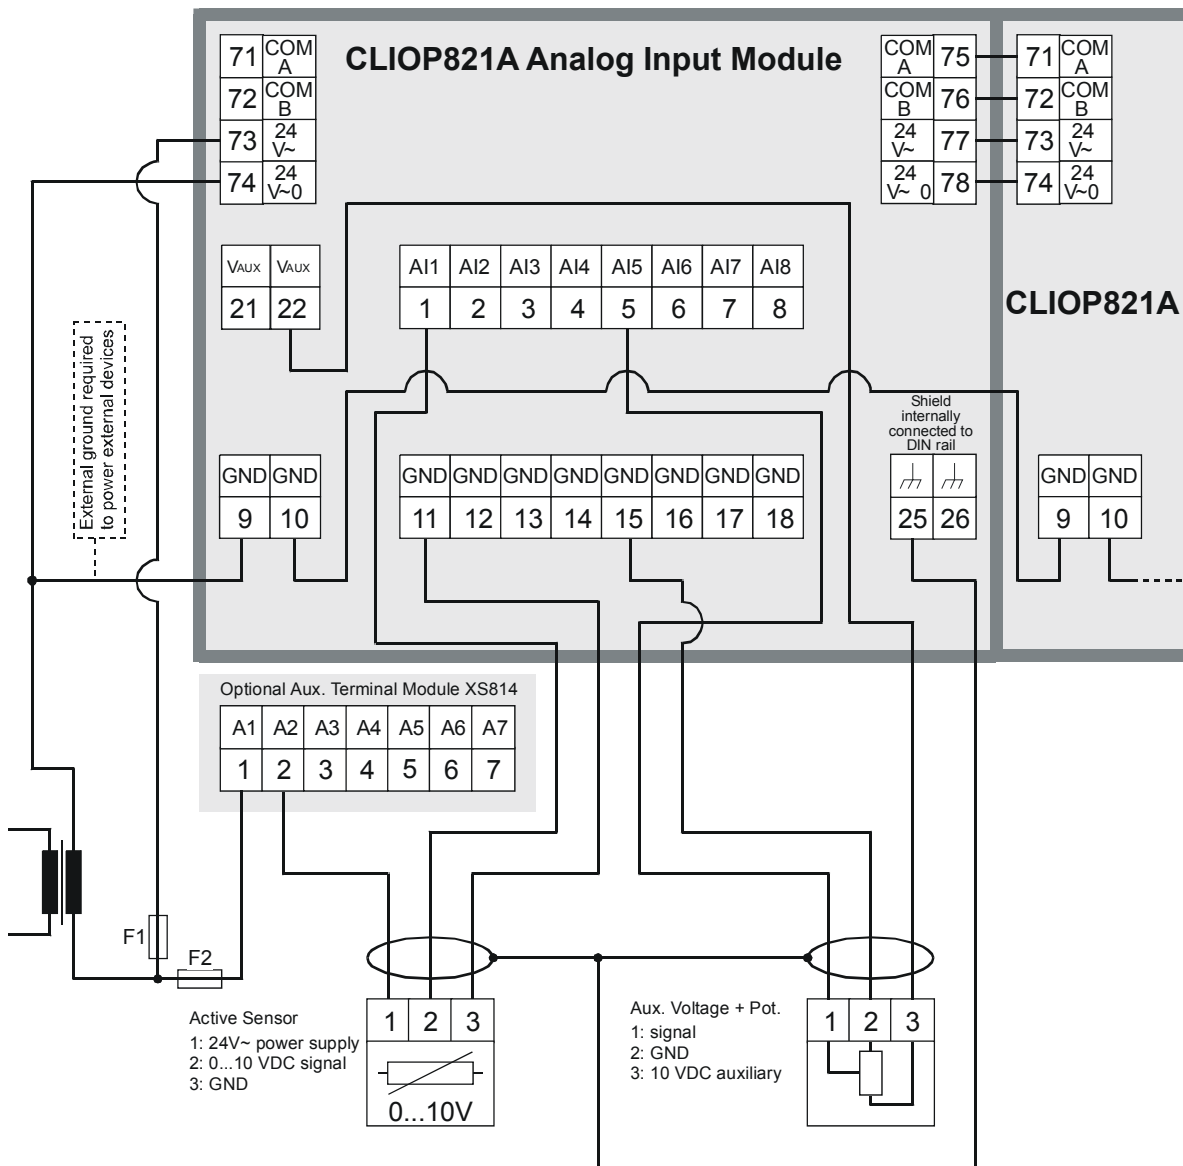 CLIOP821A Analog Input Module
71 COM A
72 COM B
73 24 V~
74 24 V~0
COM A 75
COM B 76
24 V~ 77
24 V~ 0 78
71 COM A
72 COM B
73 24 V~
74 24 V~0
VAUX VAUX
21 22
AI1 AI2 AI3 AI4 AI5 AI6 AI7 AI8
1 2 3 4 5 6 7 8
CLIOP821A
External ground required
to power external devices
Shield
internally
connected to
DIN rail
GND GND
9 10
GND GND GND GND GND GND GND GND
11 12 13 14 15 16 17 18
25 26
GND GND
9 10
Optional Aux. Terminal Module XS814
A1 A2 A3 A4 A5 A6 A7
1 2 3 4 5 6 7
F1
F2
Active Sensor
1: 24V~ power supply
2: 0...10 VDC signal
3: GND
1 2 3
0...10V
Aux. Voltage + Pot.
1: signal
2: GND
3: 10 VDC auxiliary
1 2 3